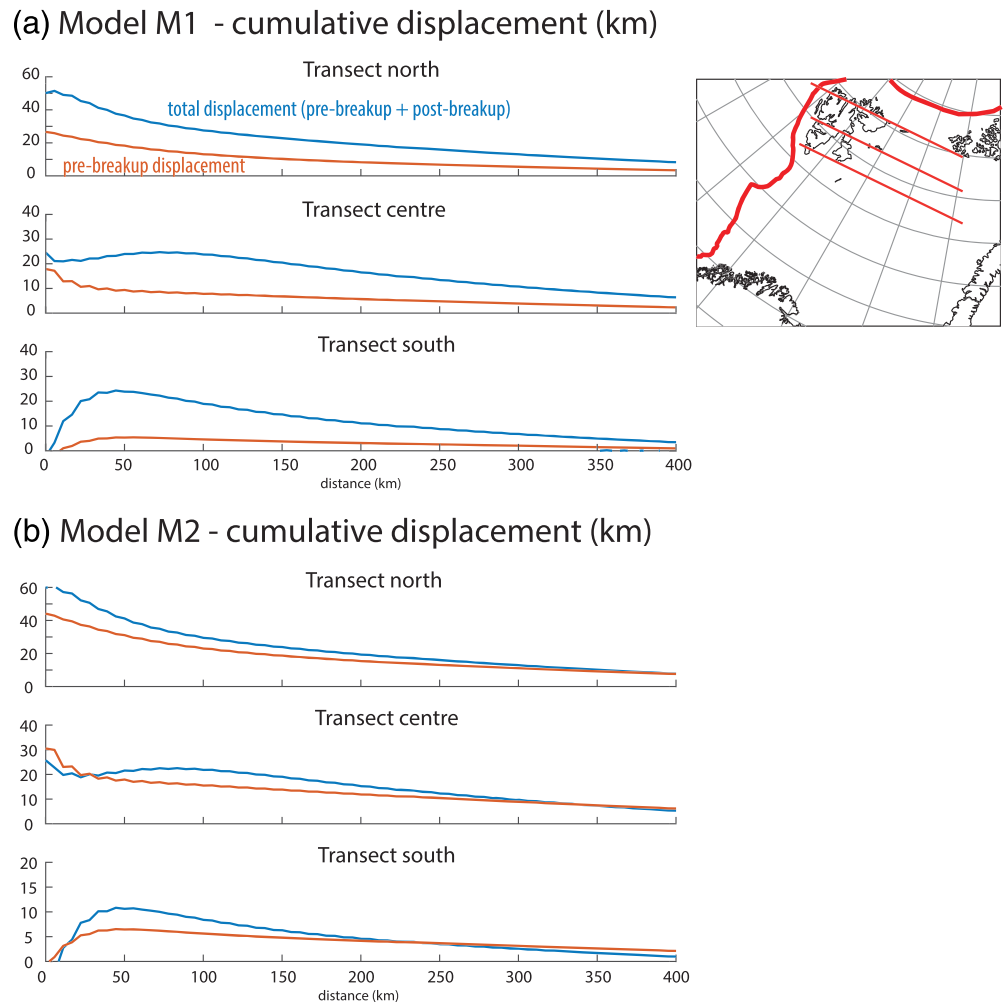 (a) Model M1 - cumulative displacement (km)
Transect north
60
40
20
0
total displacement (pre-breakup + post-breakup)
pre-breakup displacement
Transect centre
40
30
20
10
0
Transect south
40
30
20
10
0
0 50 100 150 200 250 300 350 400
distance (km)
(b) Model M2 - cumulative displacement (km)
Transect north
60
40
20
0
Transect centre
40
30
20
10
0
Transect south
20
15
10
5
0
0 50 100 150 200 250 300 350 400
distance (km)